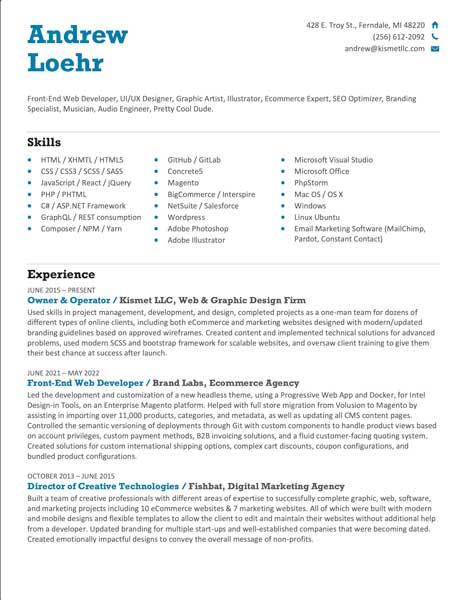 Andrew
Loehr
428 E. Troy St., Ferndale, MI 48220
(256) 612-2092
andrew@kismetllc.com
Front-End Web Developer, UI/UX Designer, Graphic Artist, Illustrator, Ecommerce Expert, SEO Optimizer, Branding
Specialist, Musician, Audio Engineer, Pretty Cool Dude.
Skills
HTML / XHMTL / HTML5
CSS / CSS3 / SCSS / SASS
JavaScript / React / jQuery
PHP / PHTML
C# / ASP.NET Framework
GraphQL / REST consumption
Composer / NPM / Yarn
GitHub / GitLab
Concrete5
Magento
BigCommerce / Interspire
NetSuite / Salesforce
Wordpress
Adobe Photoshop
Adobe Illustrator
Microsoft Visual Studio
Microsoft Office
PhpStorm
Mac OS / OS X
Windows
Linux Ubuntu
Email Marketing Software (MailChimp,
Pardot, Constant Contact)
Experience
JUNE 2015 – PRESENT
Owner & Operator / Kismet LLC, Web & Graphic Design Firm
Used skills in project management, development, and design, completed projects as a one-man team for dozens of
different types of online clients, including both eCommerce and marketing websites designed with modern/updated
branding guidelines based on approved wireframes. Created content and implemented technical solutions for advanced
problems, used modern SCSS and bootstrap framework for scalable websites, and oversaw client training to give them
their best chance at success after launch.
JUNE 2021 – MAY 2022
Front-End Web Developer / Brand Labs, Ecommerce Agency
Led the development and customization of a new headless theme, using a Progressive Web App and Docker, for Intel
Design-in Tools, on an Enterprise Magento platform. Helped with full store migration from Volusion to Magento by
assisting in importing over 11,000 products, categories, and metadata, as well as updating all CMS content pages.
Controlled the semantic versioning of deployments through Git with custom components to handle product views based
on account privileges, custom payment methods, B2B invoicing solutions, and a fluid customer-facing quoting system.
Created solutions for custom international shipping options, complex cart discounts, coupon configurations, and
bundled product configurations.
OCTOBER 2013 – JUNE 2015
Director of Creative Technologies / Fishbat, Digital Marketing Agency
Built a team of creative professionals with different areas of expertise to successfully complete graphic, web, software,
and marketing projects including 10 eCommerce websites & 7 marketing websites. All of which were built with modern
and mobile designs and flexible templates to allow the client to edit and maintain their websites without additional help
from a developer. Updated branding for multiple start-ups and well-established companies that were becoming dated.
Created emotionally impactful designs to convey the overall message of non-profits.